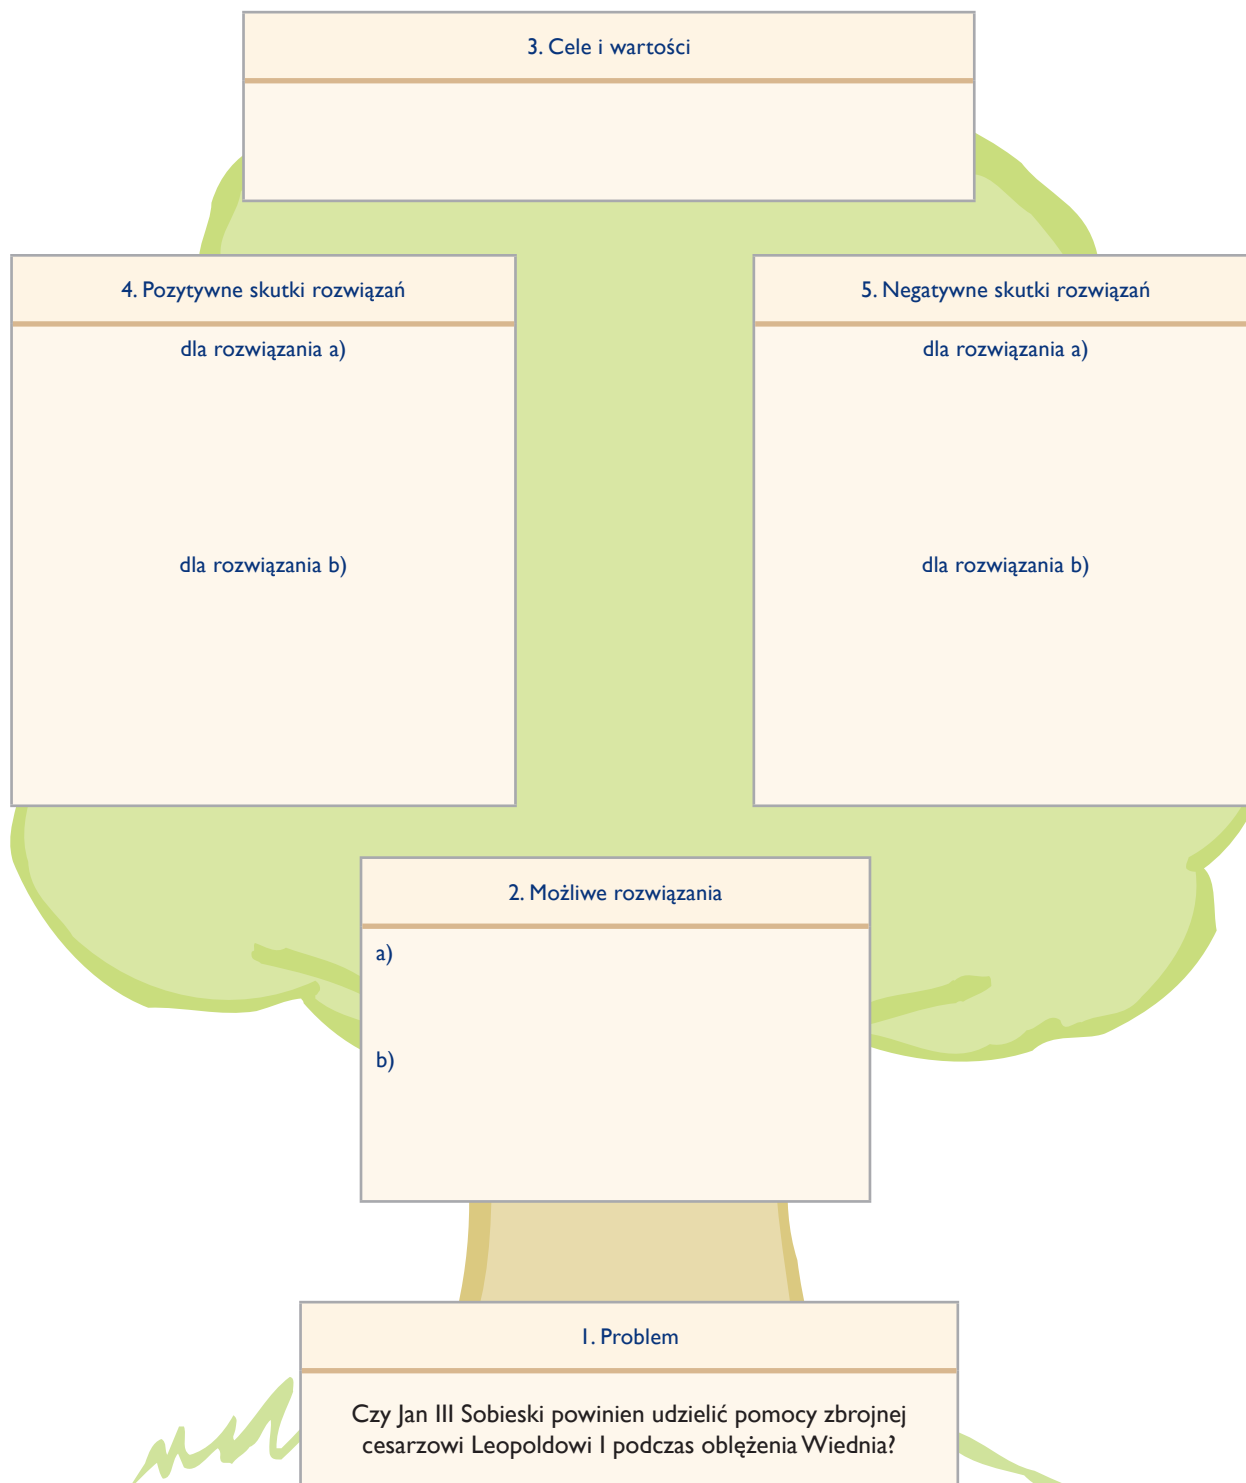 3. Cele i wartości
4. Pozytywne skutki rozwiązań
dla rozwiązania a)
dla rozwiązania b)
5. Negatywne skutki rozwiązań
dla rozwiązania a)
dla rozwiązania b)
2. Możliwe rozwiązania
a)
b)
1. Problem
Czy Jan III Sobieski powinien udzielić pomocy zbrojnej
cesarzowi Leopoldowi I podczas oblężenia Wiednia?